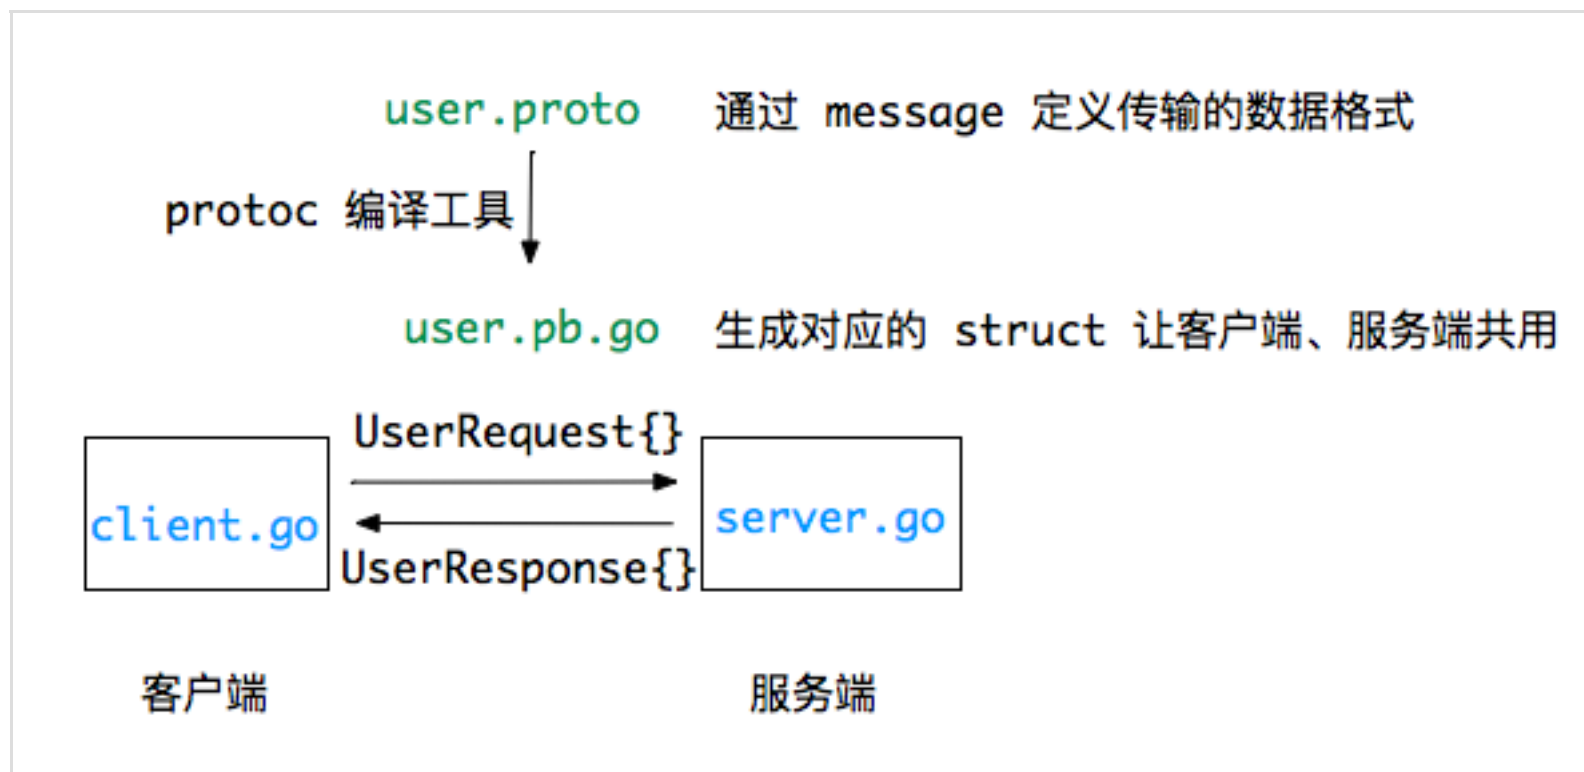 user.proto 通过 message 定义传输的数据格式
protoc 编译工具
user.pb.go 生成对应的 struct 让客户端、服务端共用
UserRequest{}
client.go server.go
UserResponse{}
客户端 服务端